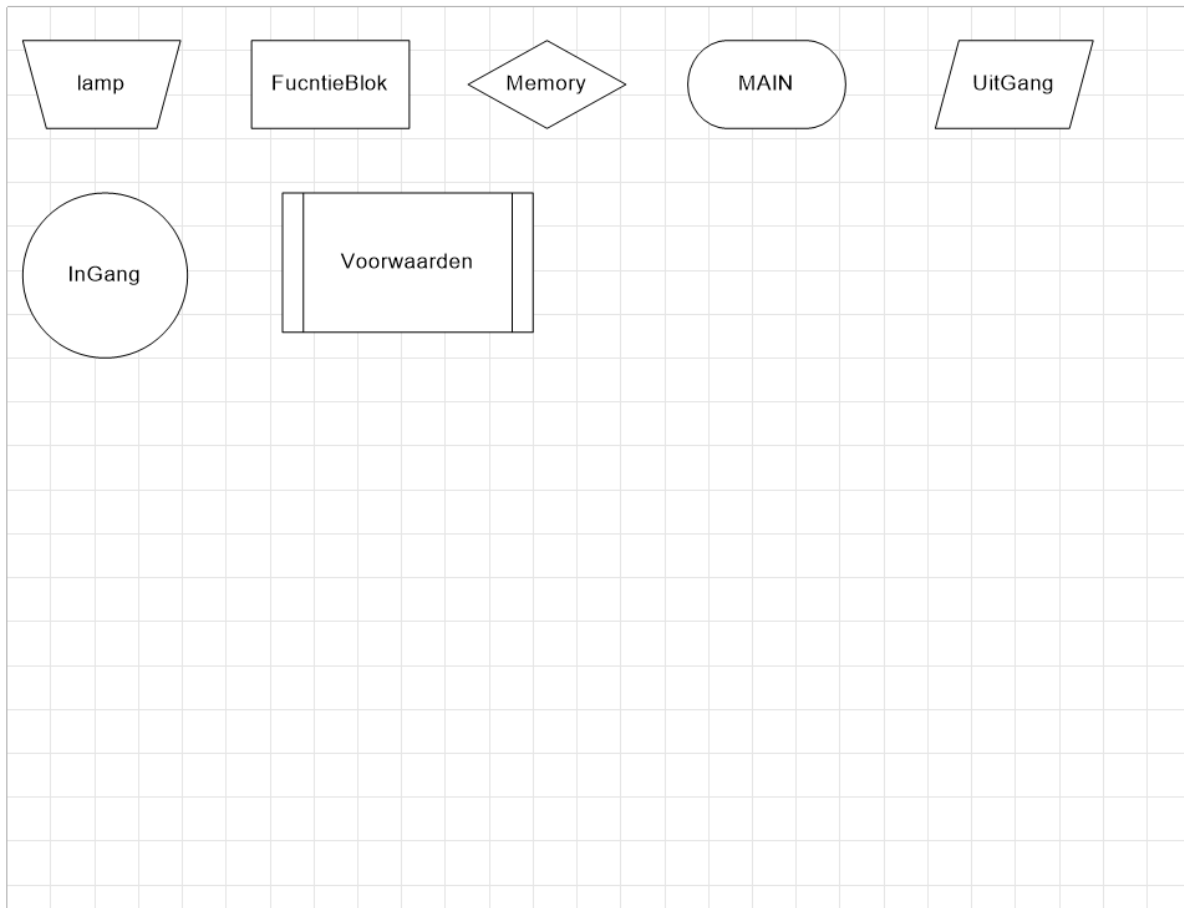 lamp
FucntieBlok
Memory
MAIN
UitGang
InGang
Voorwaarden